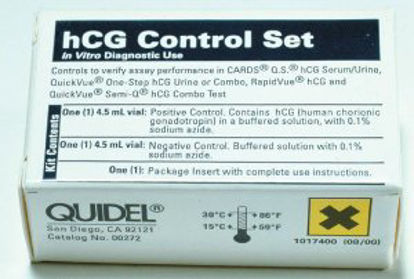 hCG Control Set
In Vitro Diagnostic Use
Controls to verify assay performance in CARDS® Q.S.® hCG Serum/Urine,
QuickVue® One-Step hCG Urine or Combo, RapidVue® hCG and
QuickVue® Semi-Q® hCG Combo Test
Kit Contents
One (1) 4.5 mL vial: Positive Control. Contains hCG (human chorionic
gonadotropin) in a buffered solution, with 0.1%
sodium azide.
One (1) 4.5 mL vial: Negative Control. Buffered solution with 0.1%
sodium azide.
One (1): Package Insert with complete use instructions.
QUIDEL®
San Diego, CA 92121
Catalog No. 00272
30°C 86°F
15°C 59°F
1017400 (00/00)